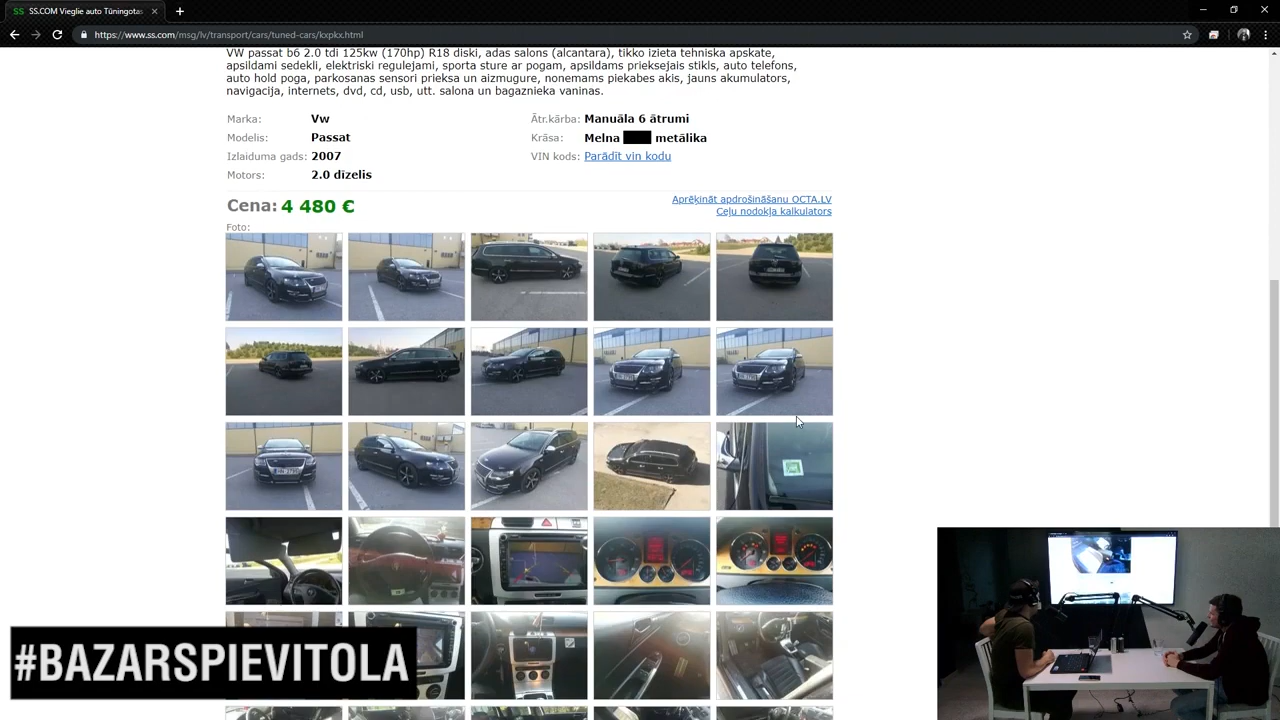 SS SS.COM Vieglie auto Tūningotas
https://www.ss.com/msg/lv/transport/cars/tuned-cars/kxpkx.html
VW passat b6 2.0 tdi 125kw (170hp) R18 diski, adas salons (alcantara), tikko izieta tehniska apskate,
apsildami sedekli, elektriski regulejami, sporta sture ar pogam, apsildams prieksejais stikls, auto telefons,
auto hold poga, parkosanas sensori prieksa un aizmugure, nonemams piekabes akis, jauns akumulators,
navigacija, internets, dvd, cd, usb, utt. salona un bagaznieka vaninas.
Marka: Vw
Ātr.kārba: Manuāla 6 ātrumi
Modelis: Passat
Krāsa: Melna metālika
Izlaiduma gads: 2007
VIN kods: Parādīt vin kodu
Motors: 2.0 dīzelis
Cena: 4 480 €
Aprēķināt apdrošināšanu OCTA.LV
Ceļu nodokļa kalkulators
Foto:
#BAZARSPIEVITOLA